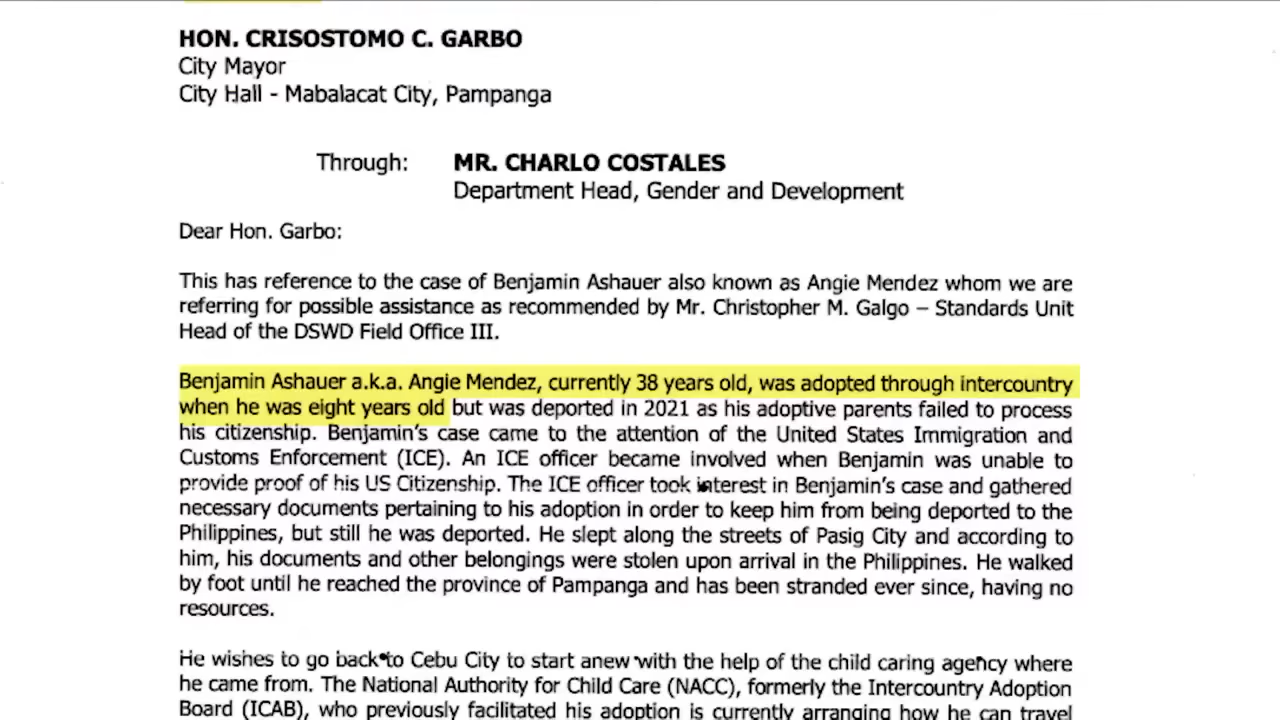 HON. CRISOSTOMO C. GARBO
City Mayor
City Hall - Mabalacat City, Pampanga
Through: MR. CHARLO COSTALES
Department Head, Gender and Development
Dear Hon. Garbo:
This has reference to the case of Benjamin Ashauer also known as Angie Mendez whom we are
referring for possible assistance as recommended by Mr. Christopher M. Galgo – Standards Unit
Head of the DSWD Field Office III.
Benjamin Ashauer a.k.a. Angie Mendez, currently 38 years old, was adopted through intercountry
when he was eight years old but was deported in 2021 as his adoptive parents failed to process
his citizenship. Benjamin's case came to the attention of the United States Immigration and
Customs Enforcement (ICE). An ICE officer became involved when Benjamin was unable to
provide proof of his US Citizenship. The ICE officer took interest in Benjamin's case and gathered
necessary documents pertaining to his adoption in order to keep him from being deported to the
Philippines, but still he was deported. He slept along the streets of Pasig City and according to
him, his documents and other belongings were stolen upon arrival in the Philippines. He walked
by foot until he reached the province of Pampanga and has been stranded ever since, having no
resources.
He wishes to go back to Cebu City to start anew with the help of the child caring agency where
he came from. The National Authority for Child Care (NACC), formerly the Intercountry Adoption
Board (ICAB), who previously facilitated his adoption is currently arranging how he can travel